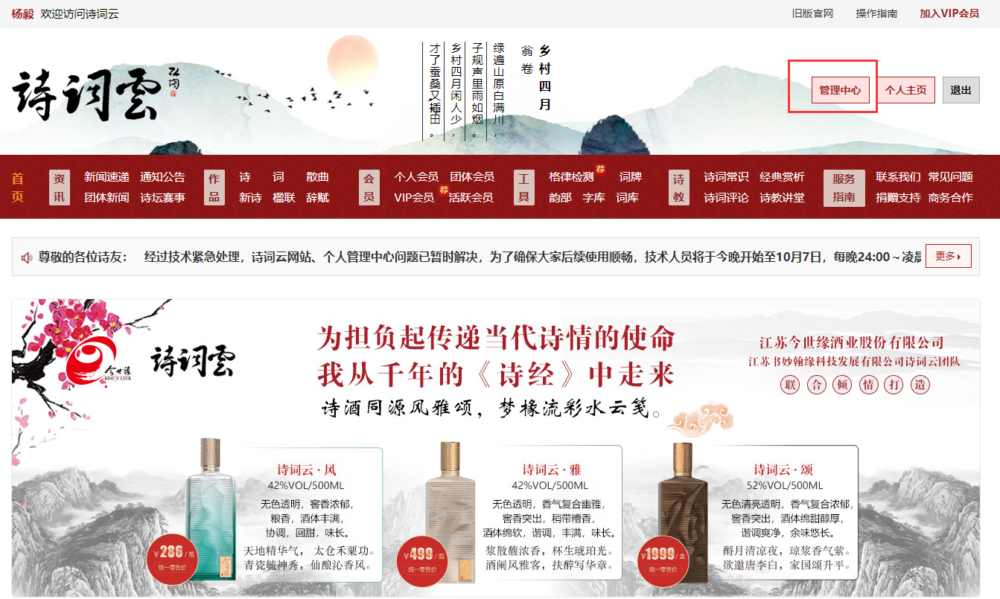 杨毅 欢迎访问诗词云
旧版官网 操作指南 加入VIP会员
诗词雲
乡村四月
翁卷
绿遍山原白满川，
子规声里雨如烟。
乡村四月闲人少，
才了蚕桑又插田。
管理中心 个人主页 退出
首页
资讯
新闻速递 通知公告
团体新闻 诗坛赛事
作品
诗 词 散曲
新诗 楹联 辞赋
会员
个人会员 团体会员
VIP会员 荐 活跃会员
工具
格律检测 荐 词牌
韵部 字库 词库
诗教
诗词常识 经典赏析
诗词评论 诗教讲堂
服务指南
联系我们 常见问题
捐赠支持 商务合作
尊敬的各位诗友： 经过技术紧急处理，诗词云网站、个人管理中心问题已暂时解决，为了确保大家后续使用顺畅，技术人员将于今晚开始至10月7日，每晚24:00～凌晨
更多
今世缘
KING'S LUCK
诗词雲
为担负起传递当代诗情的使命
我从千年的《诗经》中走来
诗酒同源风雅颂，梦椽流彩水云笺。
江苏今世缘酒业股份有限公司
江苏书妙翰缘科技发展有限公司诗词云团队
联合倾情打造
诗词云·风
42%VOL/500ML
无色透明，窖香浓郁，
粮香，酒体丰满，
协调，回甜，味长。
天地精华气， 太仓禾粟功。
青瓷毓神秀，仙酿沁香风。
¥286/瓶
统一零售价
诗词云·雅
42%VOL/500ML
无色透明，香气复合幽雅，
窖香突出，稍带糟香，
酒体绵软，谐调，丰满，味长。
浆散馥浓香，杯生琥珀光。
酒阑风雅客，扶醉写华章。
¥499/瓶
统一零售价
诗词云·颂
52%VOL/500ML
无色清亮透明，香气复合浓郁，
窖香突出，酒体绵甜醇厚，
谐调爽净，余味悠长。
酹月清凉夜，琼浆香气萦。
欲邀唐李白，家国颂升平。
¥1999/盒
统一零售价